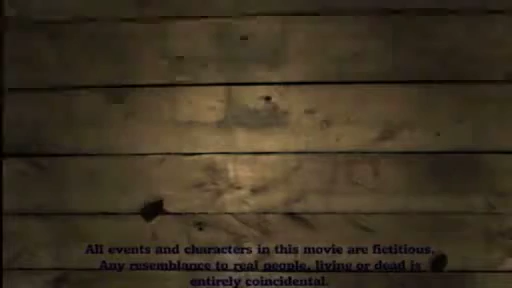 All events and characters in this movie are fictitious.
Any resemblance to real people, living or dead is
entirely coincidental.